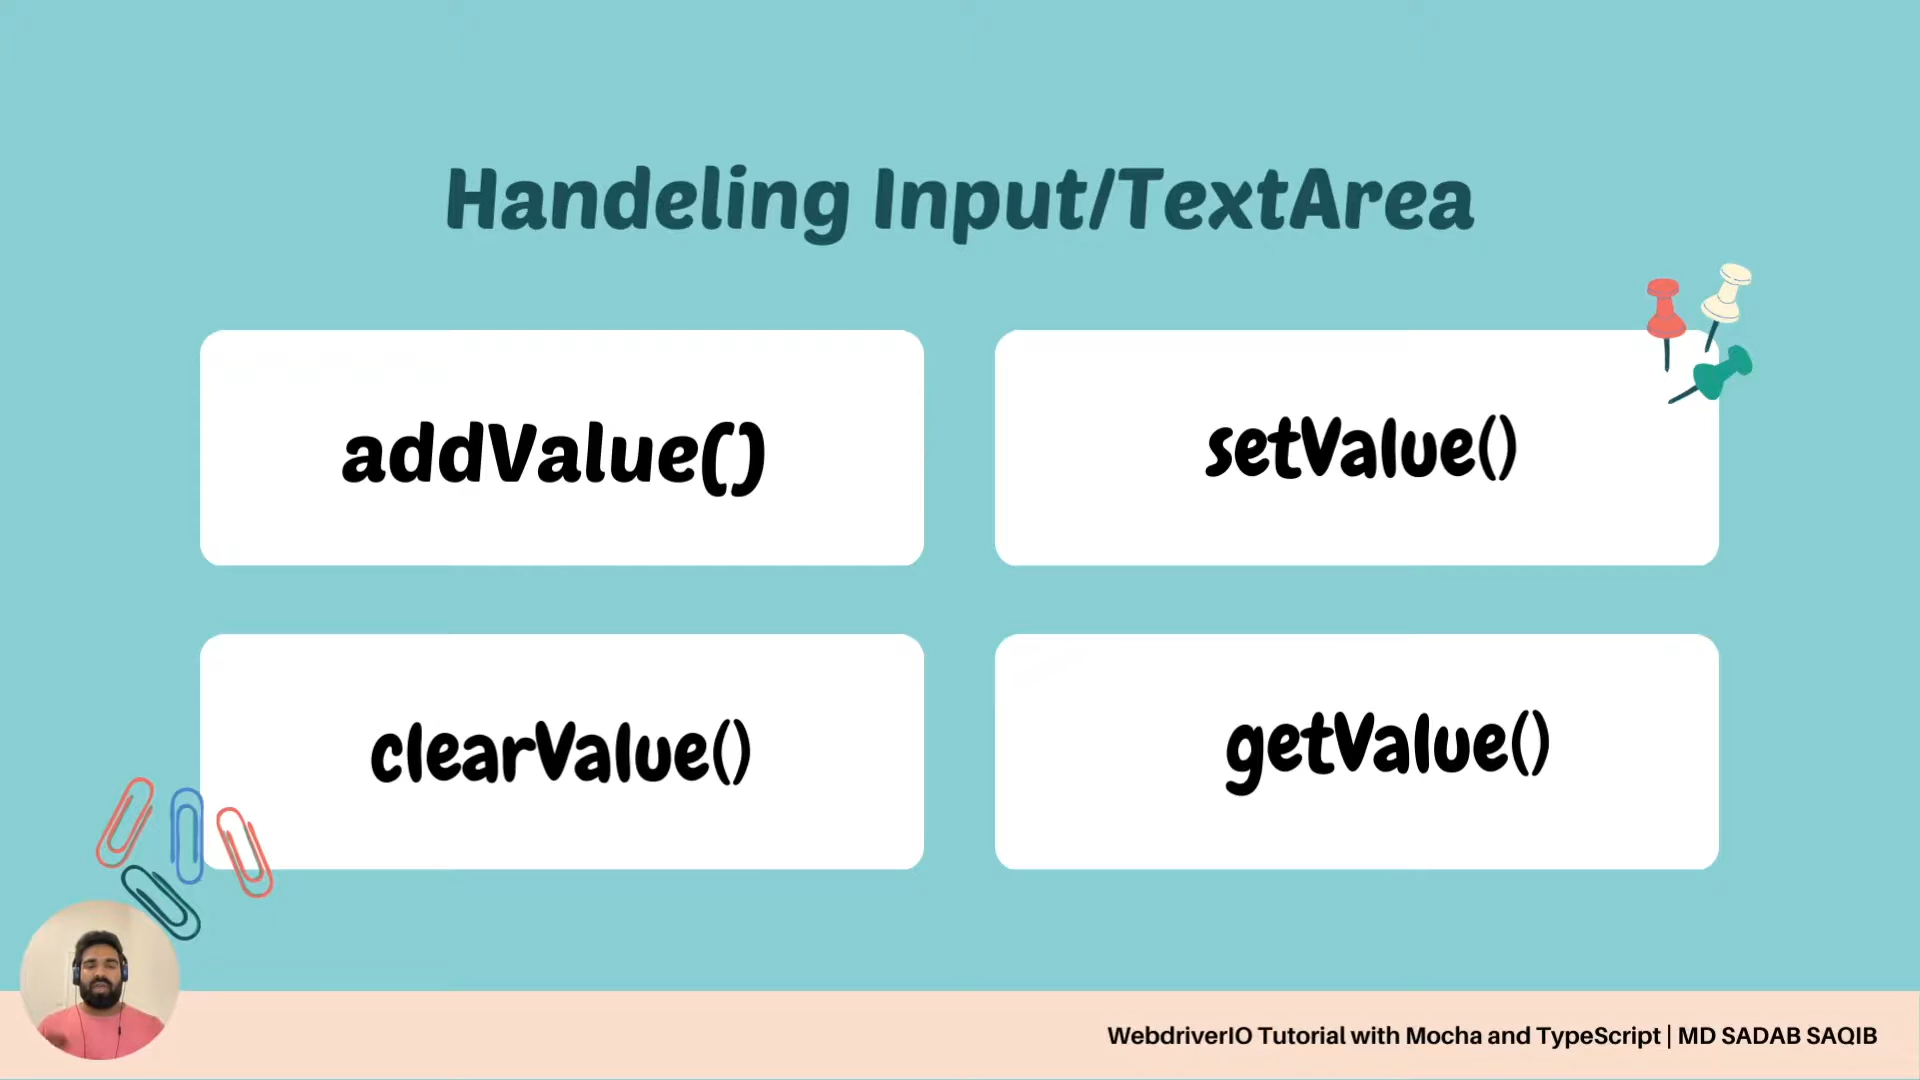 Handeling Input/TextArea
addValue()
setValue()
clearValue()
getValue()
WebdriverIO Tutorial with Mocha and TypeScript | MD SADAB SAQIB